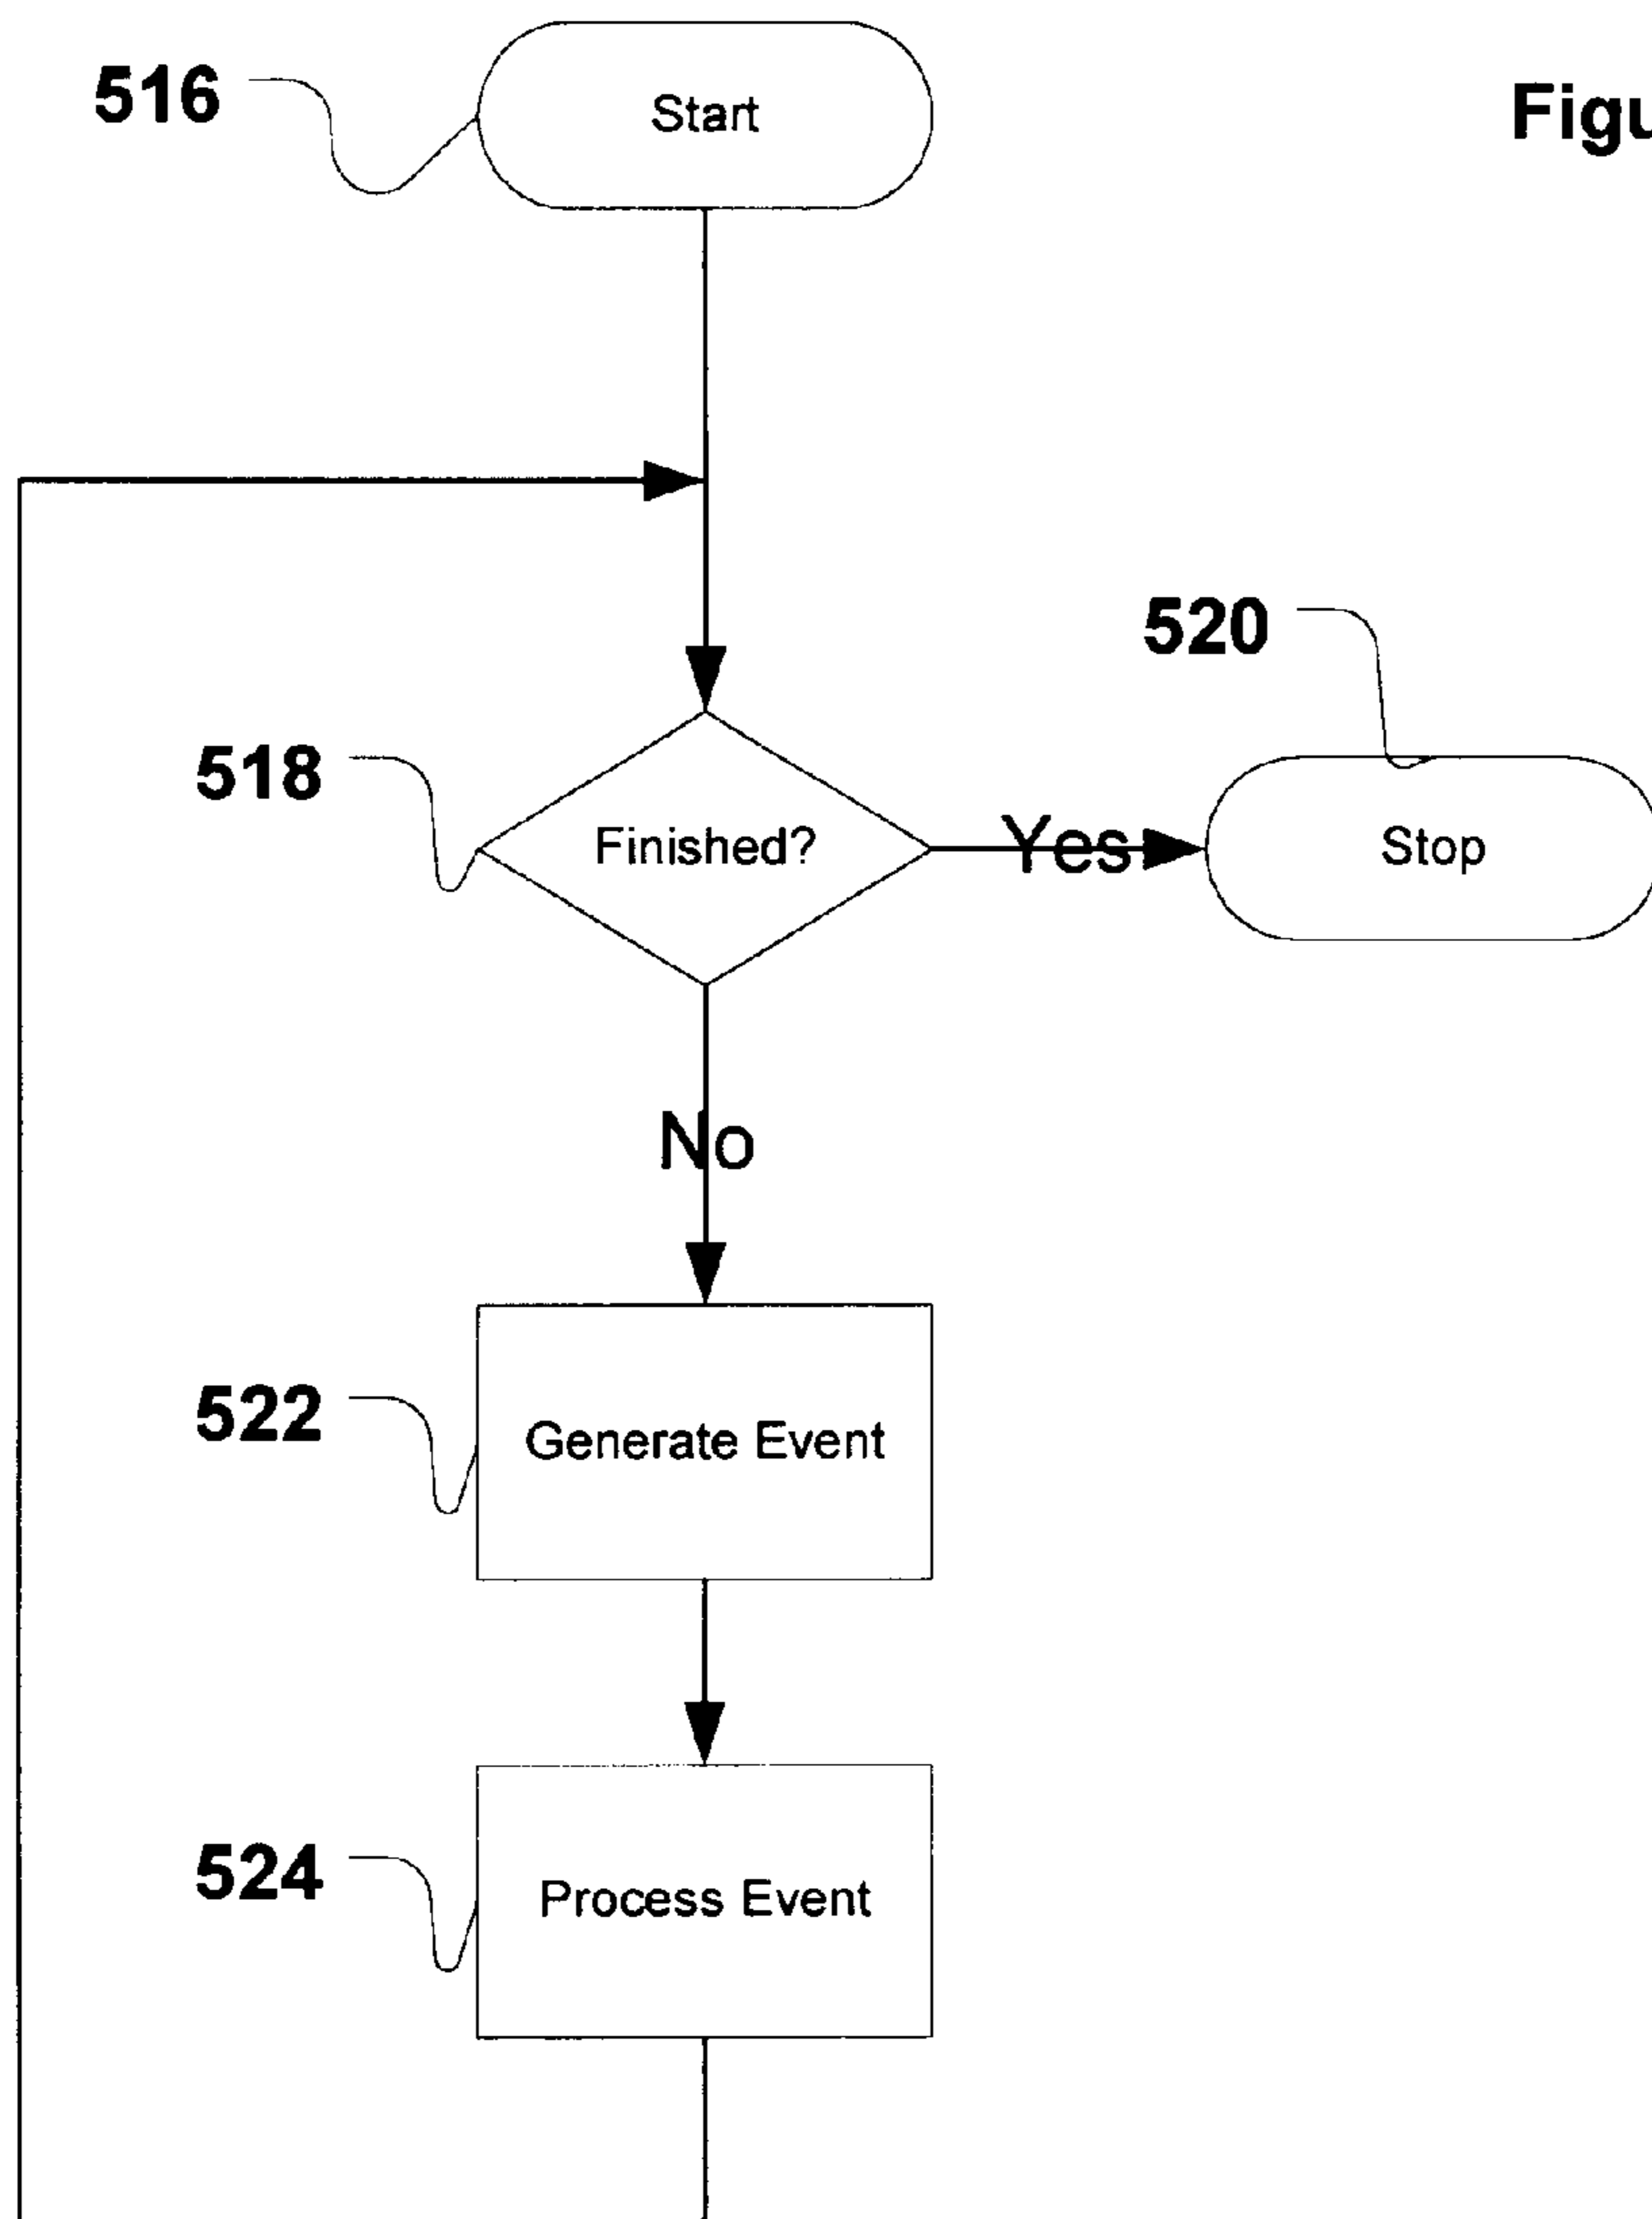 516
Start
Figu
520
518
Finished?
Yes
Stop
No
522
Generate Event
524
Process Event